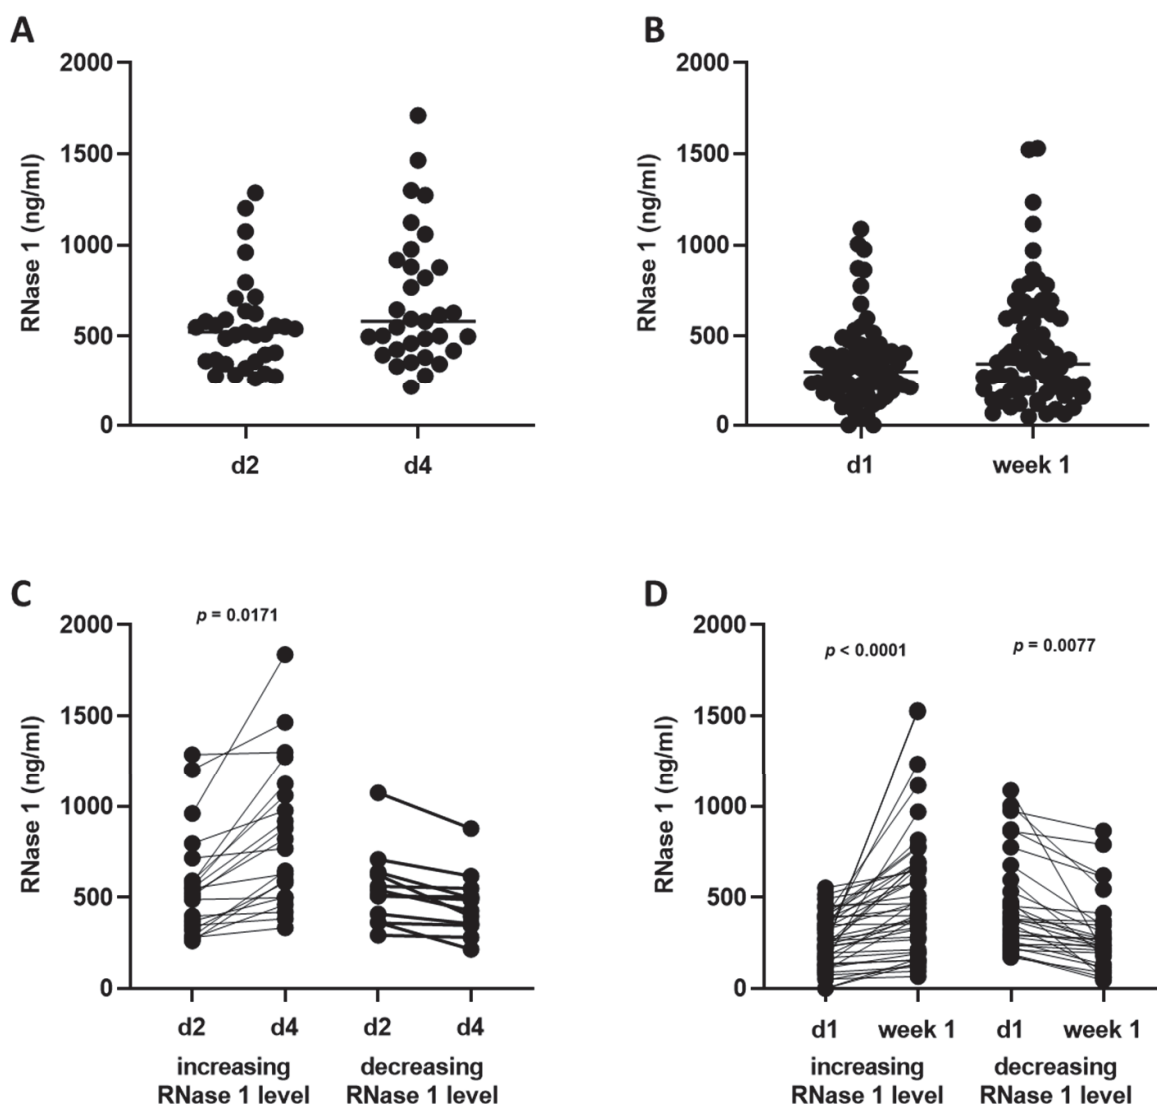 A
2000
1500
1000
500
0
RNase 1 (ng/ml)
d2
d4
B
2000
1500
1000
500
0
RNase 1 (ng/ml)
d1
week 1
C
2000
1500
1000
500
0
RNase 1 (ng/ml)
p = 0.0171
d2
d4
d2
d4
increasing
RNase 1 level
decreasing
RNase 1 level
D
2000
1500
1000
500
0
RNase 1 (ng/ml)
p < 0.0001
p = 0.0077
d1
week 1
d1
week 1
increasing
RNase 1 level
decreasing
RNase 1 level